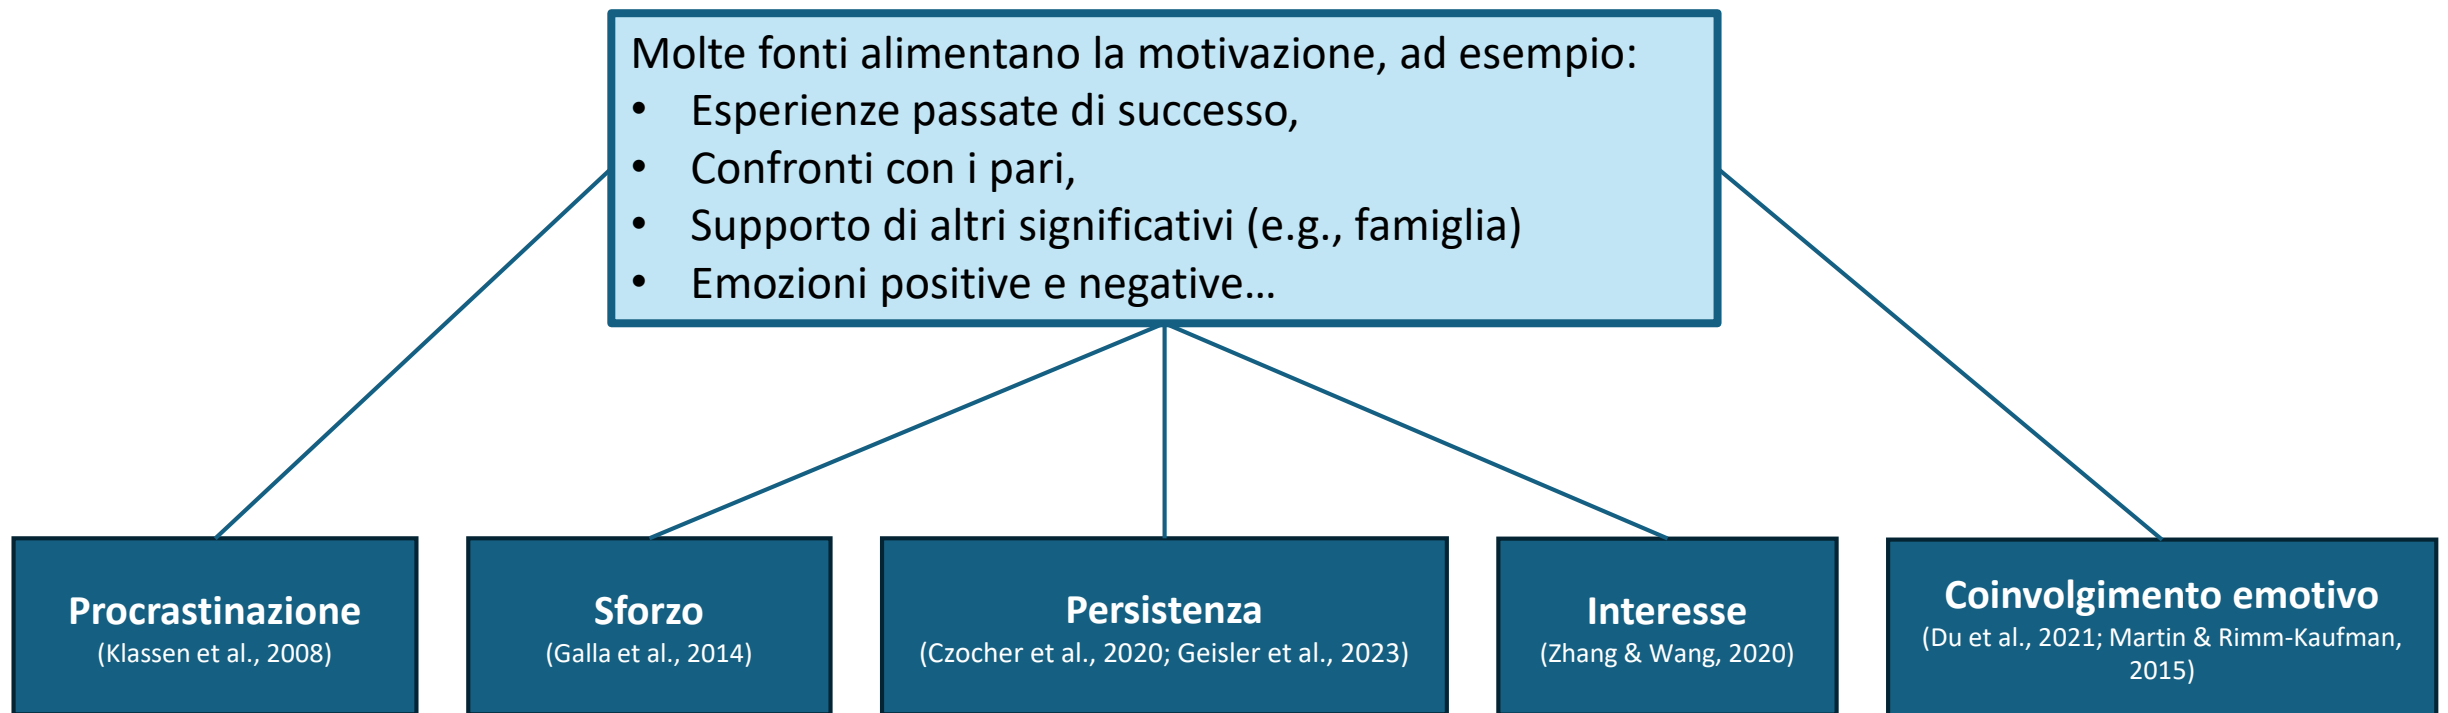 Molte fonti alimentano la motivazione, ad esempio:
• Esperienze passate di successo,
• Confronti con i pari,
• Supporto di altri significativi (e.g., famiglia)
• Emozioni positive e negative…
Procrastinazione
(Klassen et al., 2008)
Sforzo
(Galla et al., 2014)
Persistenza
(Czocher et al., 2020; Geisler et al., 2023)
Interesse
(Zhang & Wang, 2020)
Coinvolgimento emotivo
(Du et al., 2021; Martin & Rimm-Kaufman,
2015)